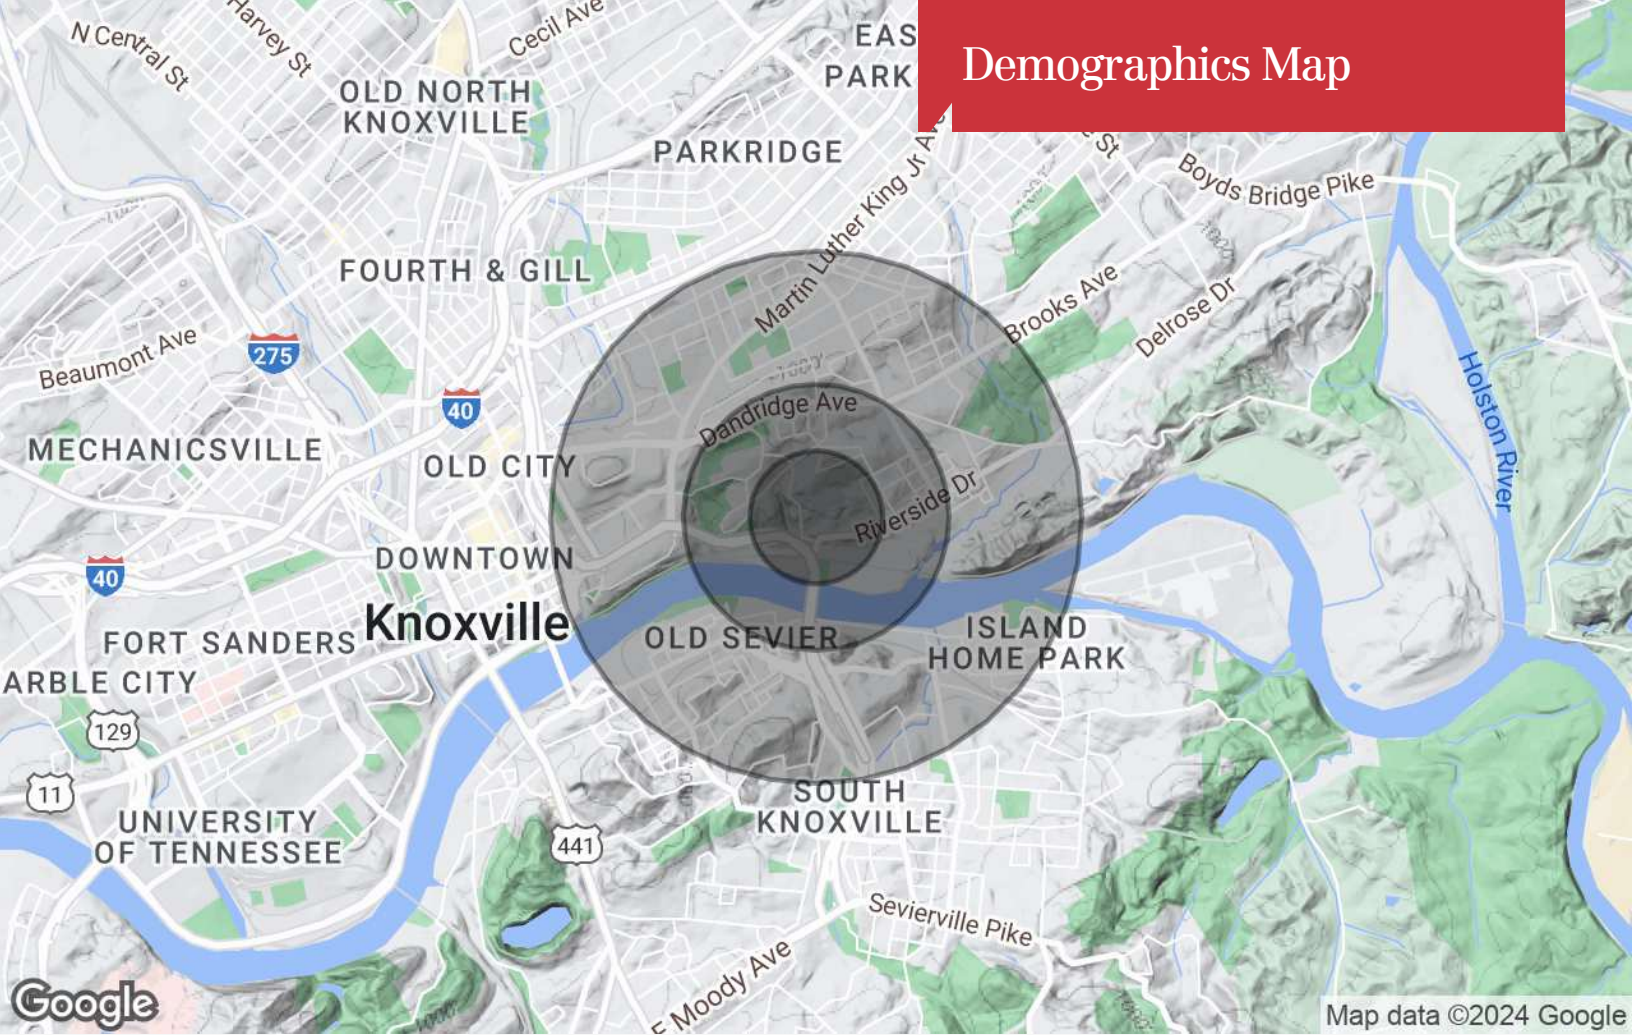 Demographics Map
N Central St
Harvey St
Cecil Ave
EAS
PARK
OLD NORTH
KNOXVILLE
PARKRIDGE
Martin Luther King Jr Ave
St
Boyds Bridge Pike
FOURTH & GILL
Brooks Ave
Delrose Dr
Holston River
Beaumont Ave
275
40
Dandridge Ave
MECHANICSVILLE
OLD CITY
Riverside Dr
DOWNTOWN
40
Knoxville
FORT SANDERS
OLD SEVIER
ISLAND
HOME PARK
ARBLE CITY
129
11
UNIVERSITY
OF TENNESSEE
441
SOUTH
KNOXVILLE
Sevierville Pike
E Moody Ave
1000
Google
Map data ©2024 Google